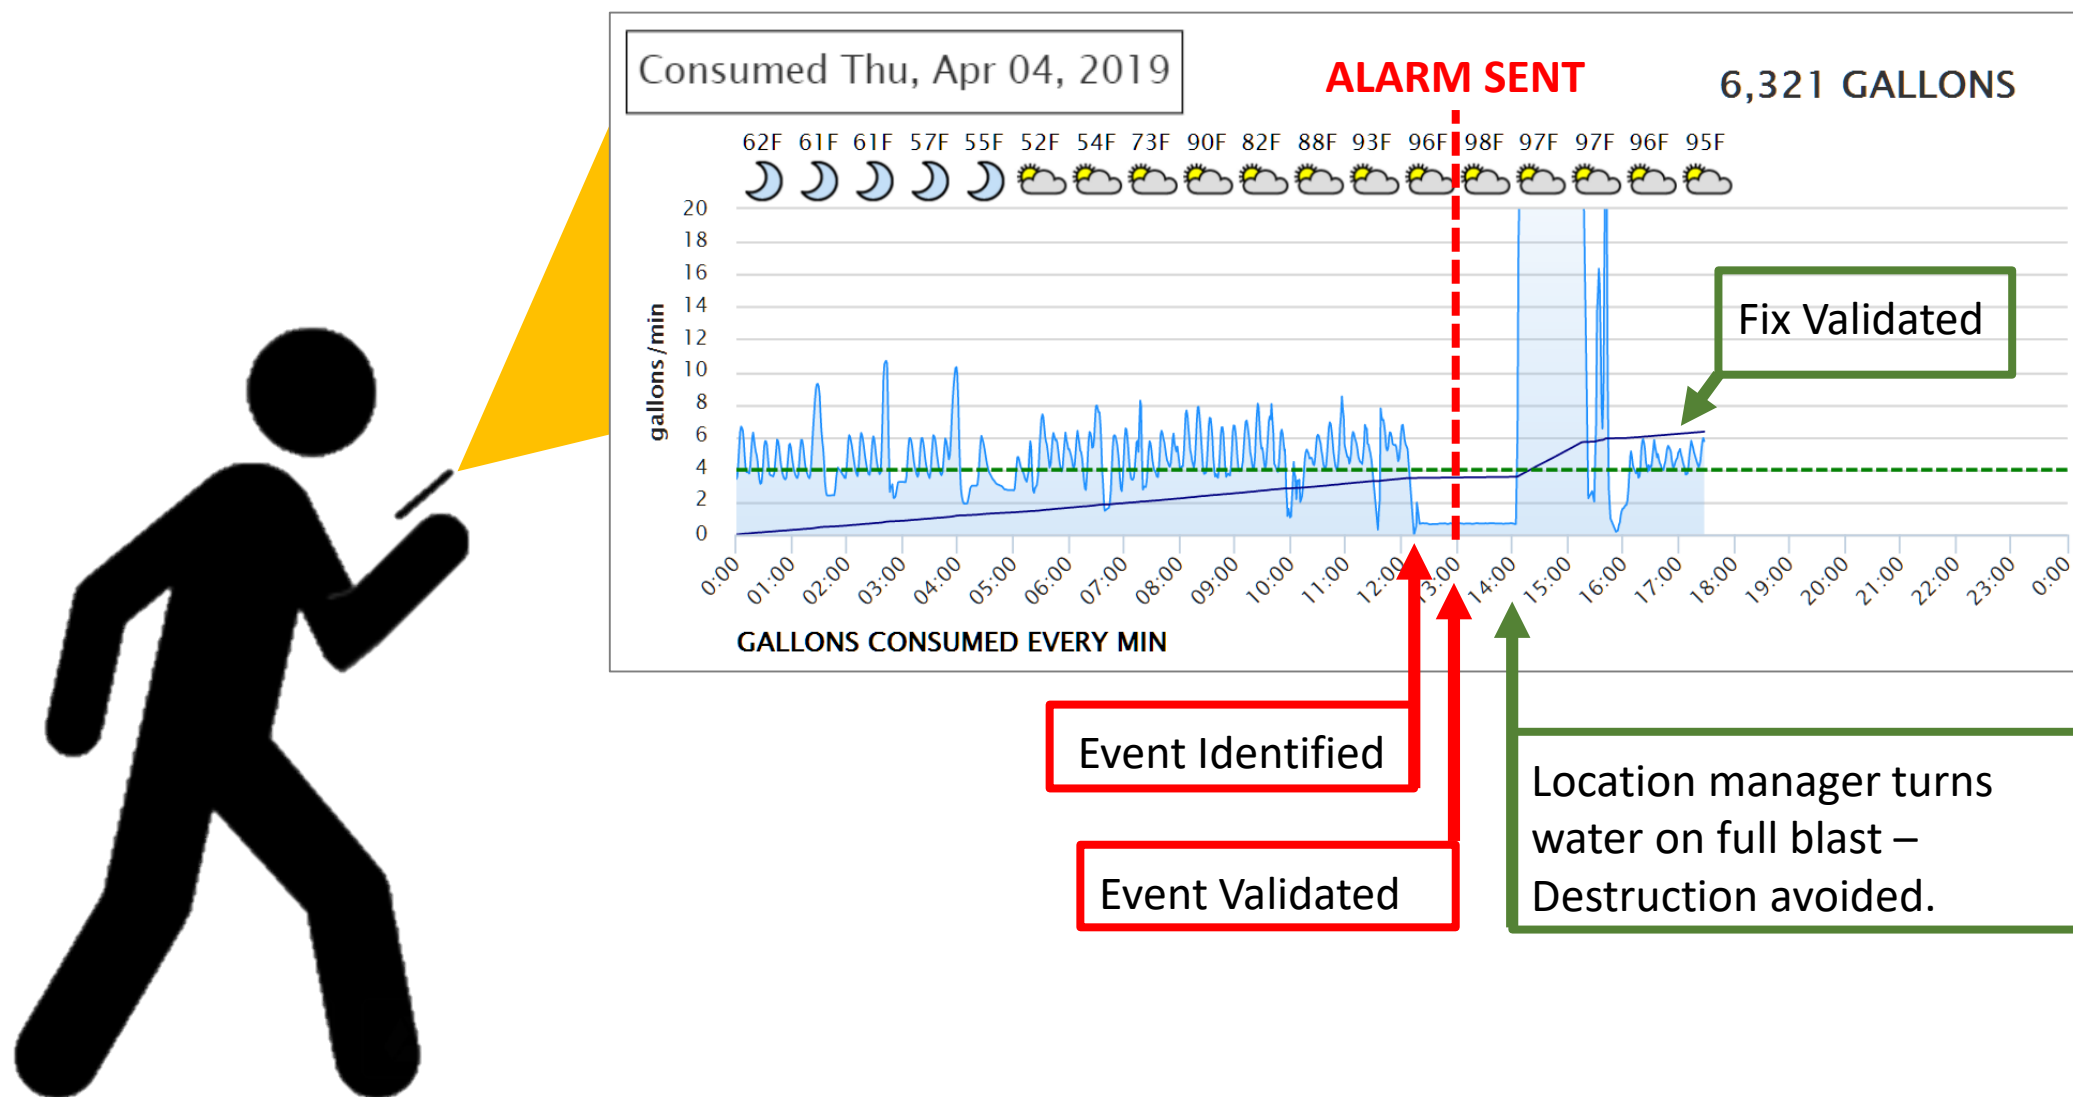 Consumed Thu, Apr 04, 2019
ALARM SENT
6,321 GALLONS
62F 61F 61F 57F 55F 52F 54F 73F 90F 82F 88F 93F 96F 98F 97F 97F 96F 95F
20
18
16
14
12
10
8
6
4
2
0
gallons/min
Fix Validated
0:00 01:00 02:00 03:00 04:00 05:00 06:00 07:00 08:00 09:00 10:00 11:00 12:00 13:00 14:00 15:00 16:00 17:00 18:00 19:00 20:00 21:00 22:00 23:00 0:00
GALLONS CONSUMED EVERY MIN
Event Identified
Event Validated
Location manager turns
water on full blast –
Destruction avoided.